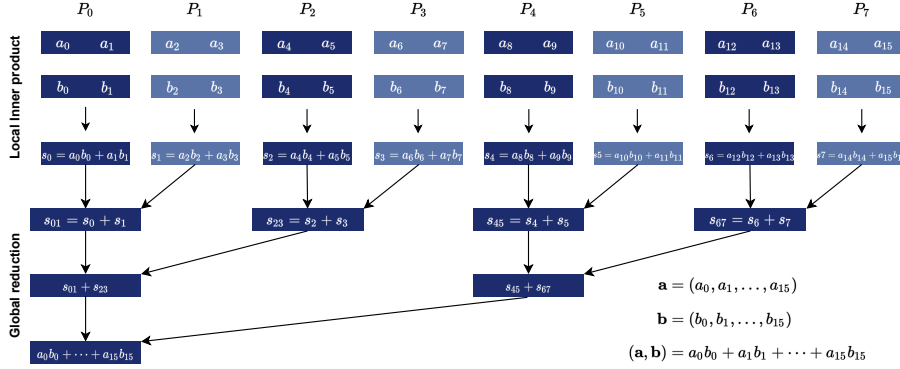 P₀ P₁ P₂ P₃ P₄ P₅ P₆ P₇
Local Inner product
a₀ a₁ a₂ a₃ a₄ a₅ a₆ a₇ a₈ a₉ a₁₀ a₁₁ a₁₂ a₁₃ a₁₄ a₁₅
b₀ b₁ b₂ b₃ b₄ b₅ b₆ b₇ b₈ b₉ b₁₀ b₁₁ b₁₂ b₁₃ b₁₄ b₁₅
s₀ = a₀b₀ + a₁b₁ s₁ = a₂b₂ + a₃b₃ s₂ = a₄b₄ + a₅b₅ s₃ = a₆b₆ + a₇b₇ s₄ = a₈b₈ + a₉b₉ s5 = a₁₀b₁₀ + a₁₁b₁₁ s₆ = a₁₂b₁₂ + a₁₃b₁₃ s7 = a₁₄b₁₄ + a₁₅b₁
Global reduction
s₀₁ = s₀ + s₁ s₂₃ = s₂ + s₃ s₄₅ = s₄ + s₅ s₆₇ = s₆ + s₇
s₀₁ + s₂₃ s₄₅ + s₆₇
a₀b₀ + ⋯ + a₁₅b₁₅
a = (a₀, a₁, . . . , a₁₅)
b = (b₀, b₁, . . . , b₁₅)
(a, b) = a₀b₀ + a₁b₁ + ⋯ + a₁₅b₁₅